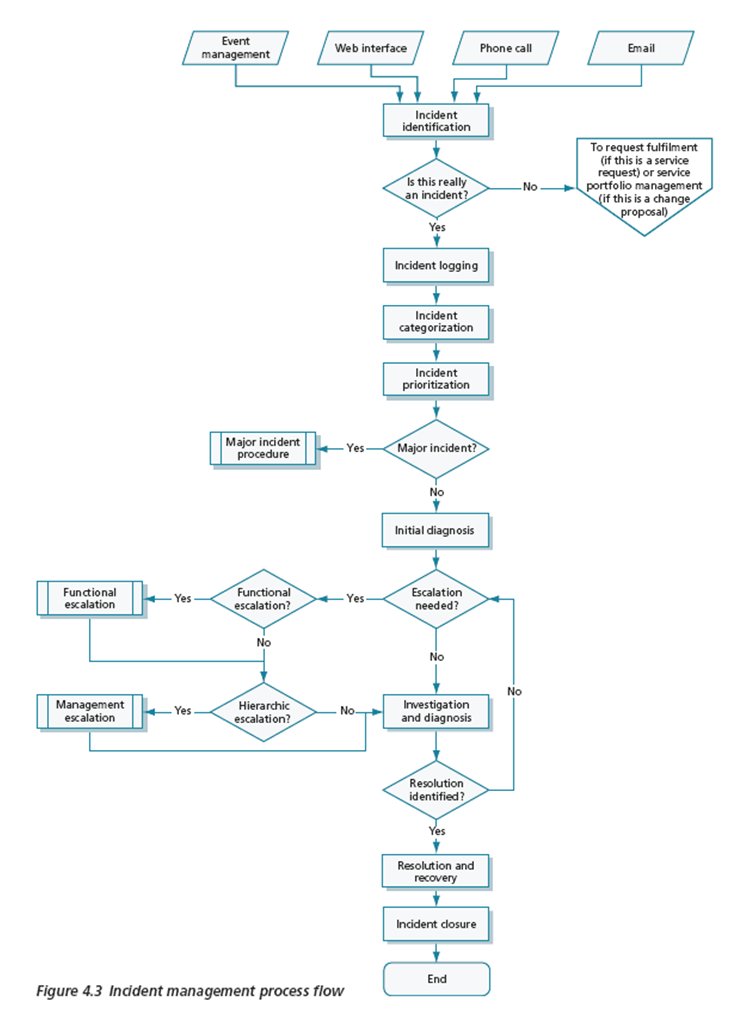 Event
management
Web interface
Phone call
Email
Incident
identification
Is this really
an incident?
No
To request fulfilment
(if this is a service
request) or service
portfolio management
(if this is a change
proposal)
Yes
Incident logging
Incident
categorization
Incident
prioritization
Major incident
procedure
Yes
Major incident?
No
Initial diagnosis
Functional
escalation
Yes
Functional
escalation?
Yes
Escalation
needed?
No
No
No
Management
escalation
Yes
Hierarchic
escalation?
No
Investigation
and diagnosis
Resolution
identified?
Yes
Resolution and
recovery
Incident closure
End
Figure 4.3 Incident management process flow